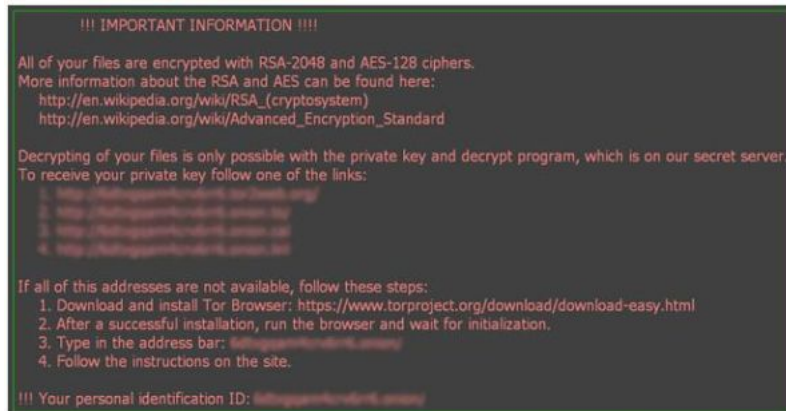 !!! IMPORTANT INFORMATION !!!!
All of your files are encrypted with RSA-2048 and AES-128 ciphers.
More information about the RSA and AES can be found here:
http://en.wikipedia.org/wiki/RSA_(cryptosystem)
http://en.wikipedia.org/wiki/Advanced_Encryption_Standard
Decrypting of your files is only possible with the private key and decrypt program, which is on our secret server.
To receive your private key follow one of the links:
1.
2.
3.
4.
If all of this addresses are not available, follow these steps:
1. Download and install Tor Browser: https://www.torproject.org/download/download-easy.html
2. After a successful installation, run the browser and wait for initialization.
3. Type in the address bar:
4. Follow the instructions on the site.
!!! Your personal identification ID: